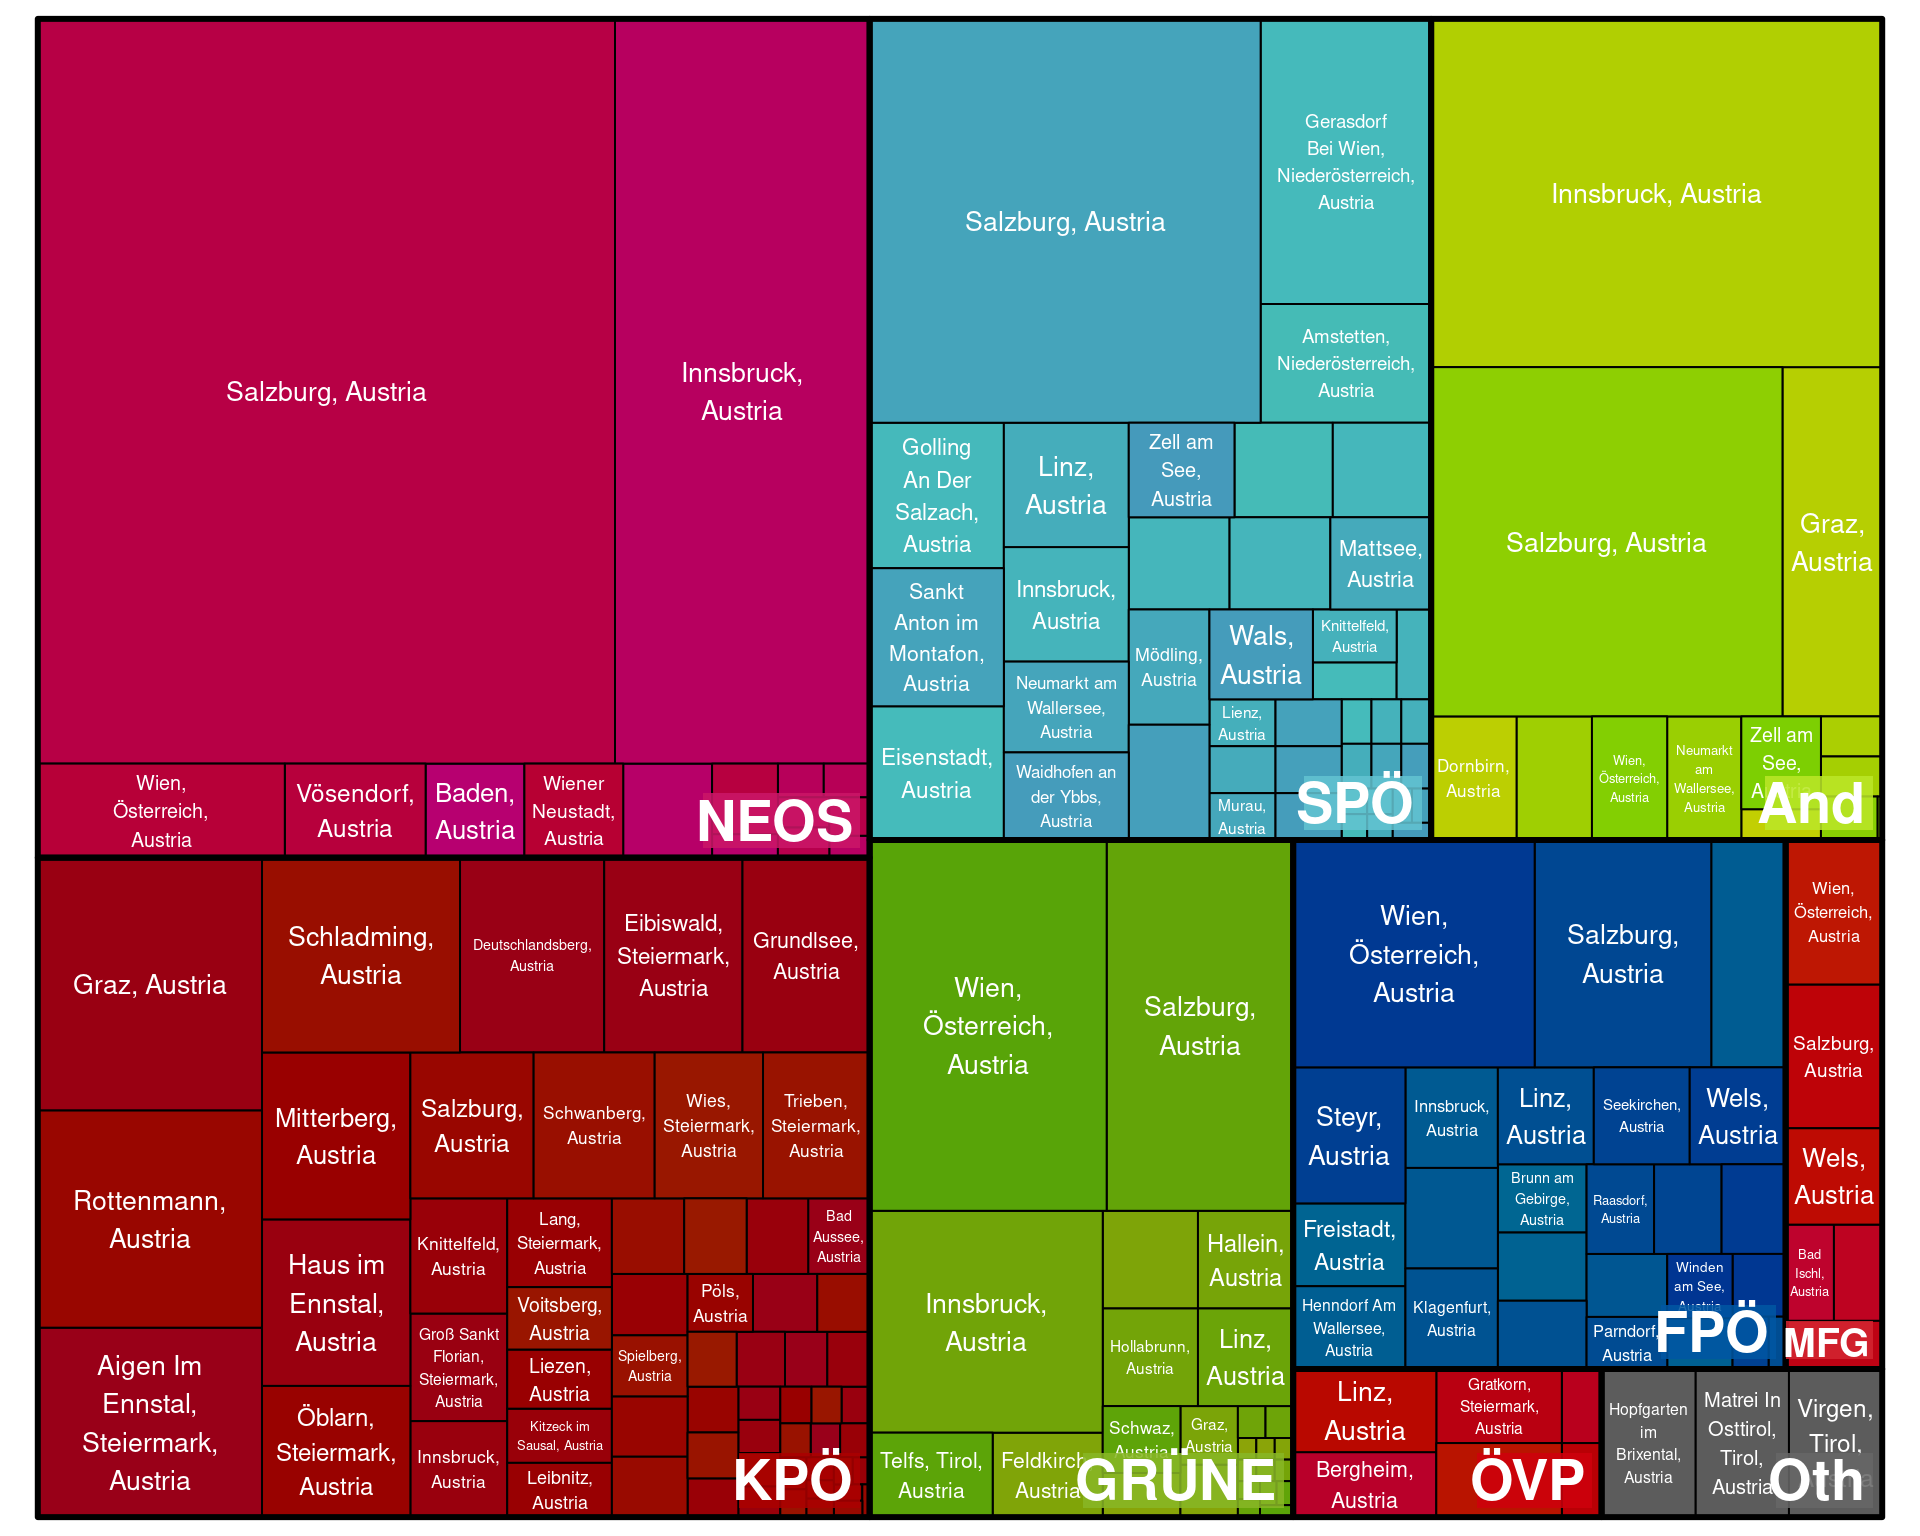 Salzburg, Austria
Innsbruck,
Austria
Wien,
Österreich,
Austria
Vösendorf,
Austria
Baden,
Austria
Wiener
Neustadt,
Austria
NEOS
Salzburg, Austria
Gerasdorf
Bei Wien,
Niederösterreich,
Austria
Amstetten,
Niederösterreich,
Austria
Golling
An Der
Salzach,
Austria
Linz,
Austria
Zell am
See,
Austria
Sankt
Anton im
Montafon,
Austria
Innsbruck,
Austria
Mattsee,
Austria
Eisenstadt,
Austria
Neumarkt am
Wallersee,
Austria
Waidhofen an
der Ybbs,
Austria
Mödling,
Austria
Wals,
Austria
Knittelfeld,
Austria
Lienz,
Austria
Murau,
Austria
SPÖ
Innsbruck, Austria
Salzburg, Austria
Graz,
Austria
Dornbirn,
Austria
Wien,
Österreich,
Austria
Neumarkt
am
Wallersee,
Austria
Zell am
See,
And
Graz, Austria
Rottenmann,
Austria
Aigen Im
Ennstal,
Steiermark,
Austria
Schladming,
Austria
Deutschlandsberg,
Austria
Eibiswald,
Steiermark,
Austria
Grundlsee,
Austria
Mitterberg,
Austria
Haus im
Ennstal,
Austria
Öblarn,
Steiermark,
Austria
Salzburg,
Austria
Schwanberg,
Austria
Wies,
Steiermark,
Austria
Trieben,
Steiermark,
Austria
Knittelfeld,
Austria
Groß Sankt
Florian,
Steiermark,
Austria
Innsbruck,
Austria
Lang,
Steiermark,
Austria
Voitsberg,
Austria
Liezen,
Austria
Kitzeck im
Sausal, Austria
Leibnitz,
Austria
Bad
Aussee,
Austria
Pöls,
Austria
Spielberg,
Austria
KPÖ
Wien,
Österreich,
Austria
Salzburg,
Austria
Innsbruck,
Austria
Telfs, Tirol,
Austria
Feldkirch,
Austria
Hallein,
Austria
Hollabrunn,
Austria
Linz,
Austria
Schwaz,
Austria
Graz,
Austria
GRÜNE
Wien,
Österreich,
Austria
Salzburg,
Austria
Steyr,
Austria
Freistadt,
Austria
Henndorf Am
Wallersee,
Austria
Innsbruck,
Austria
Klagenfurt,
Austria
Linz,
Austria
Seekirchen,
Austria
Wels,
Austria
Brunn am
Gebirge,
Austria
Raasdorf,
Austria
Winden
am See,
Austria
Parndorf,
Austria
FPÖ
Wien,
Österreich,
Austria
Salzburg,
Austria
Wels,
Austria
Bad
Ischl,
Austria
MFG
Linz,
Austria
Bergheim,
Austria
Gratkorn,
Steiermark,
Austria
ÖVP
Hopfgarten
im
Brixental,
Austria
Matrei In
Osttirol,
Tirol,
Austria
Virgen,
Tirol,
Oth